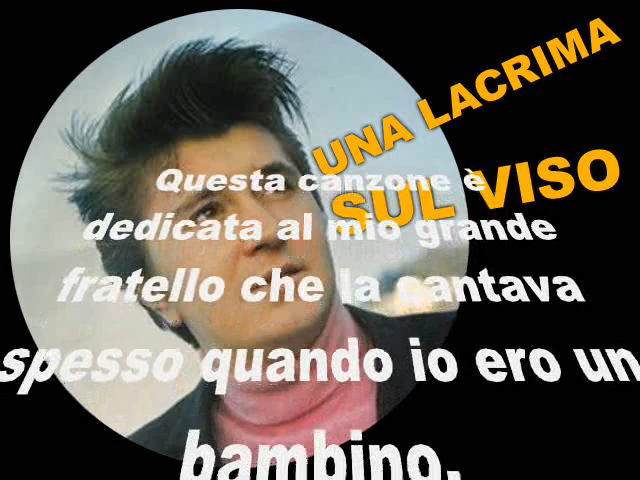 UNA LACRIMA
SUL VISO
Questa canzone è
dedicata al mio grande
fratello che la cantava
spesso quando io ero un
bambino.